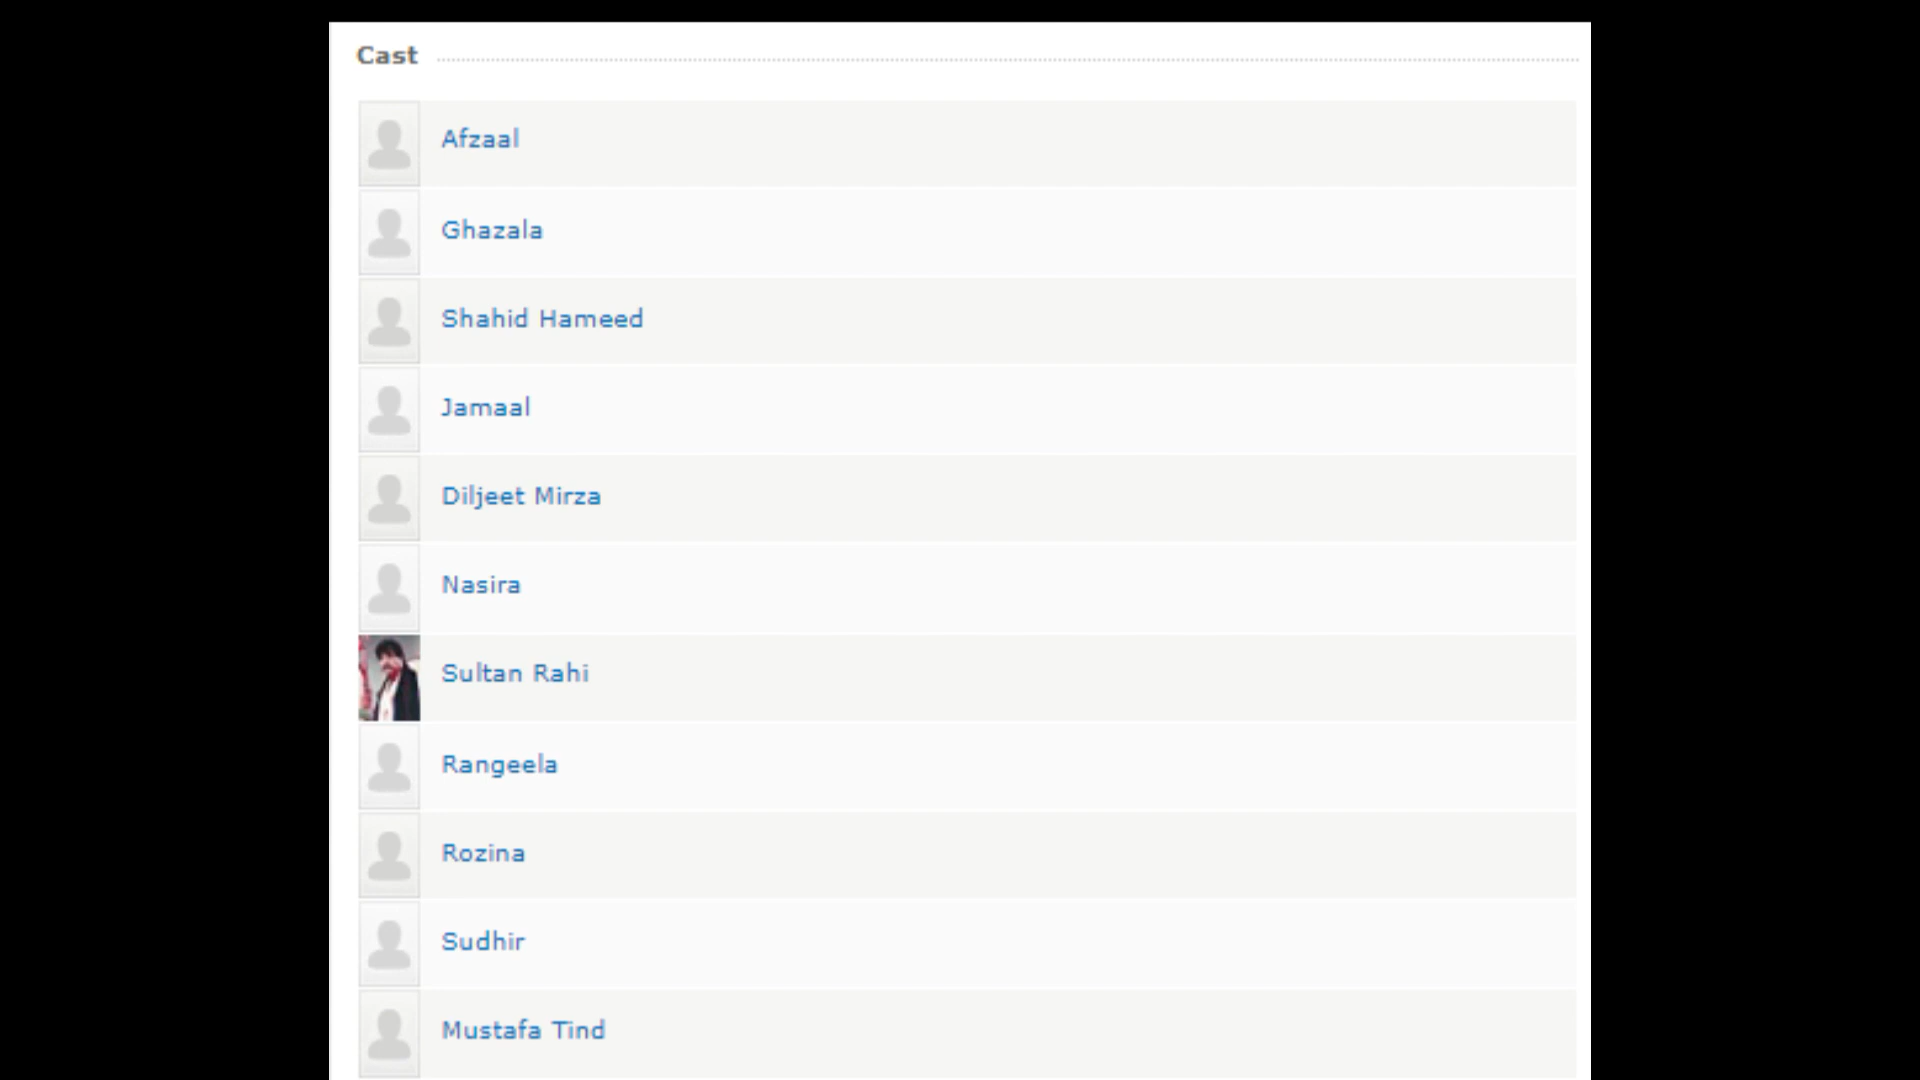 Cast
Afzaal
Ghazala
Shahid Hameed
Jamaal
Diljeet Mirza
Nasira
Sultan Rahi
Rangeela
Rozina
Sudhir
Mustafa Tind